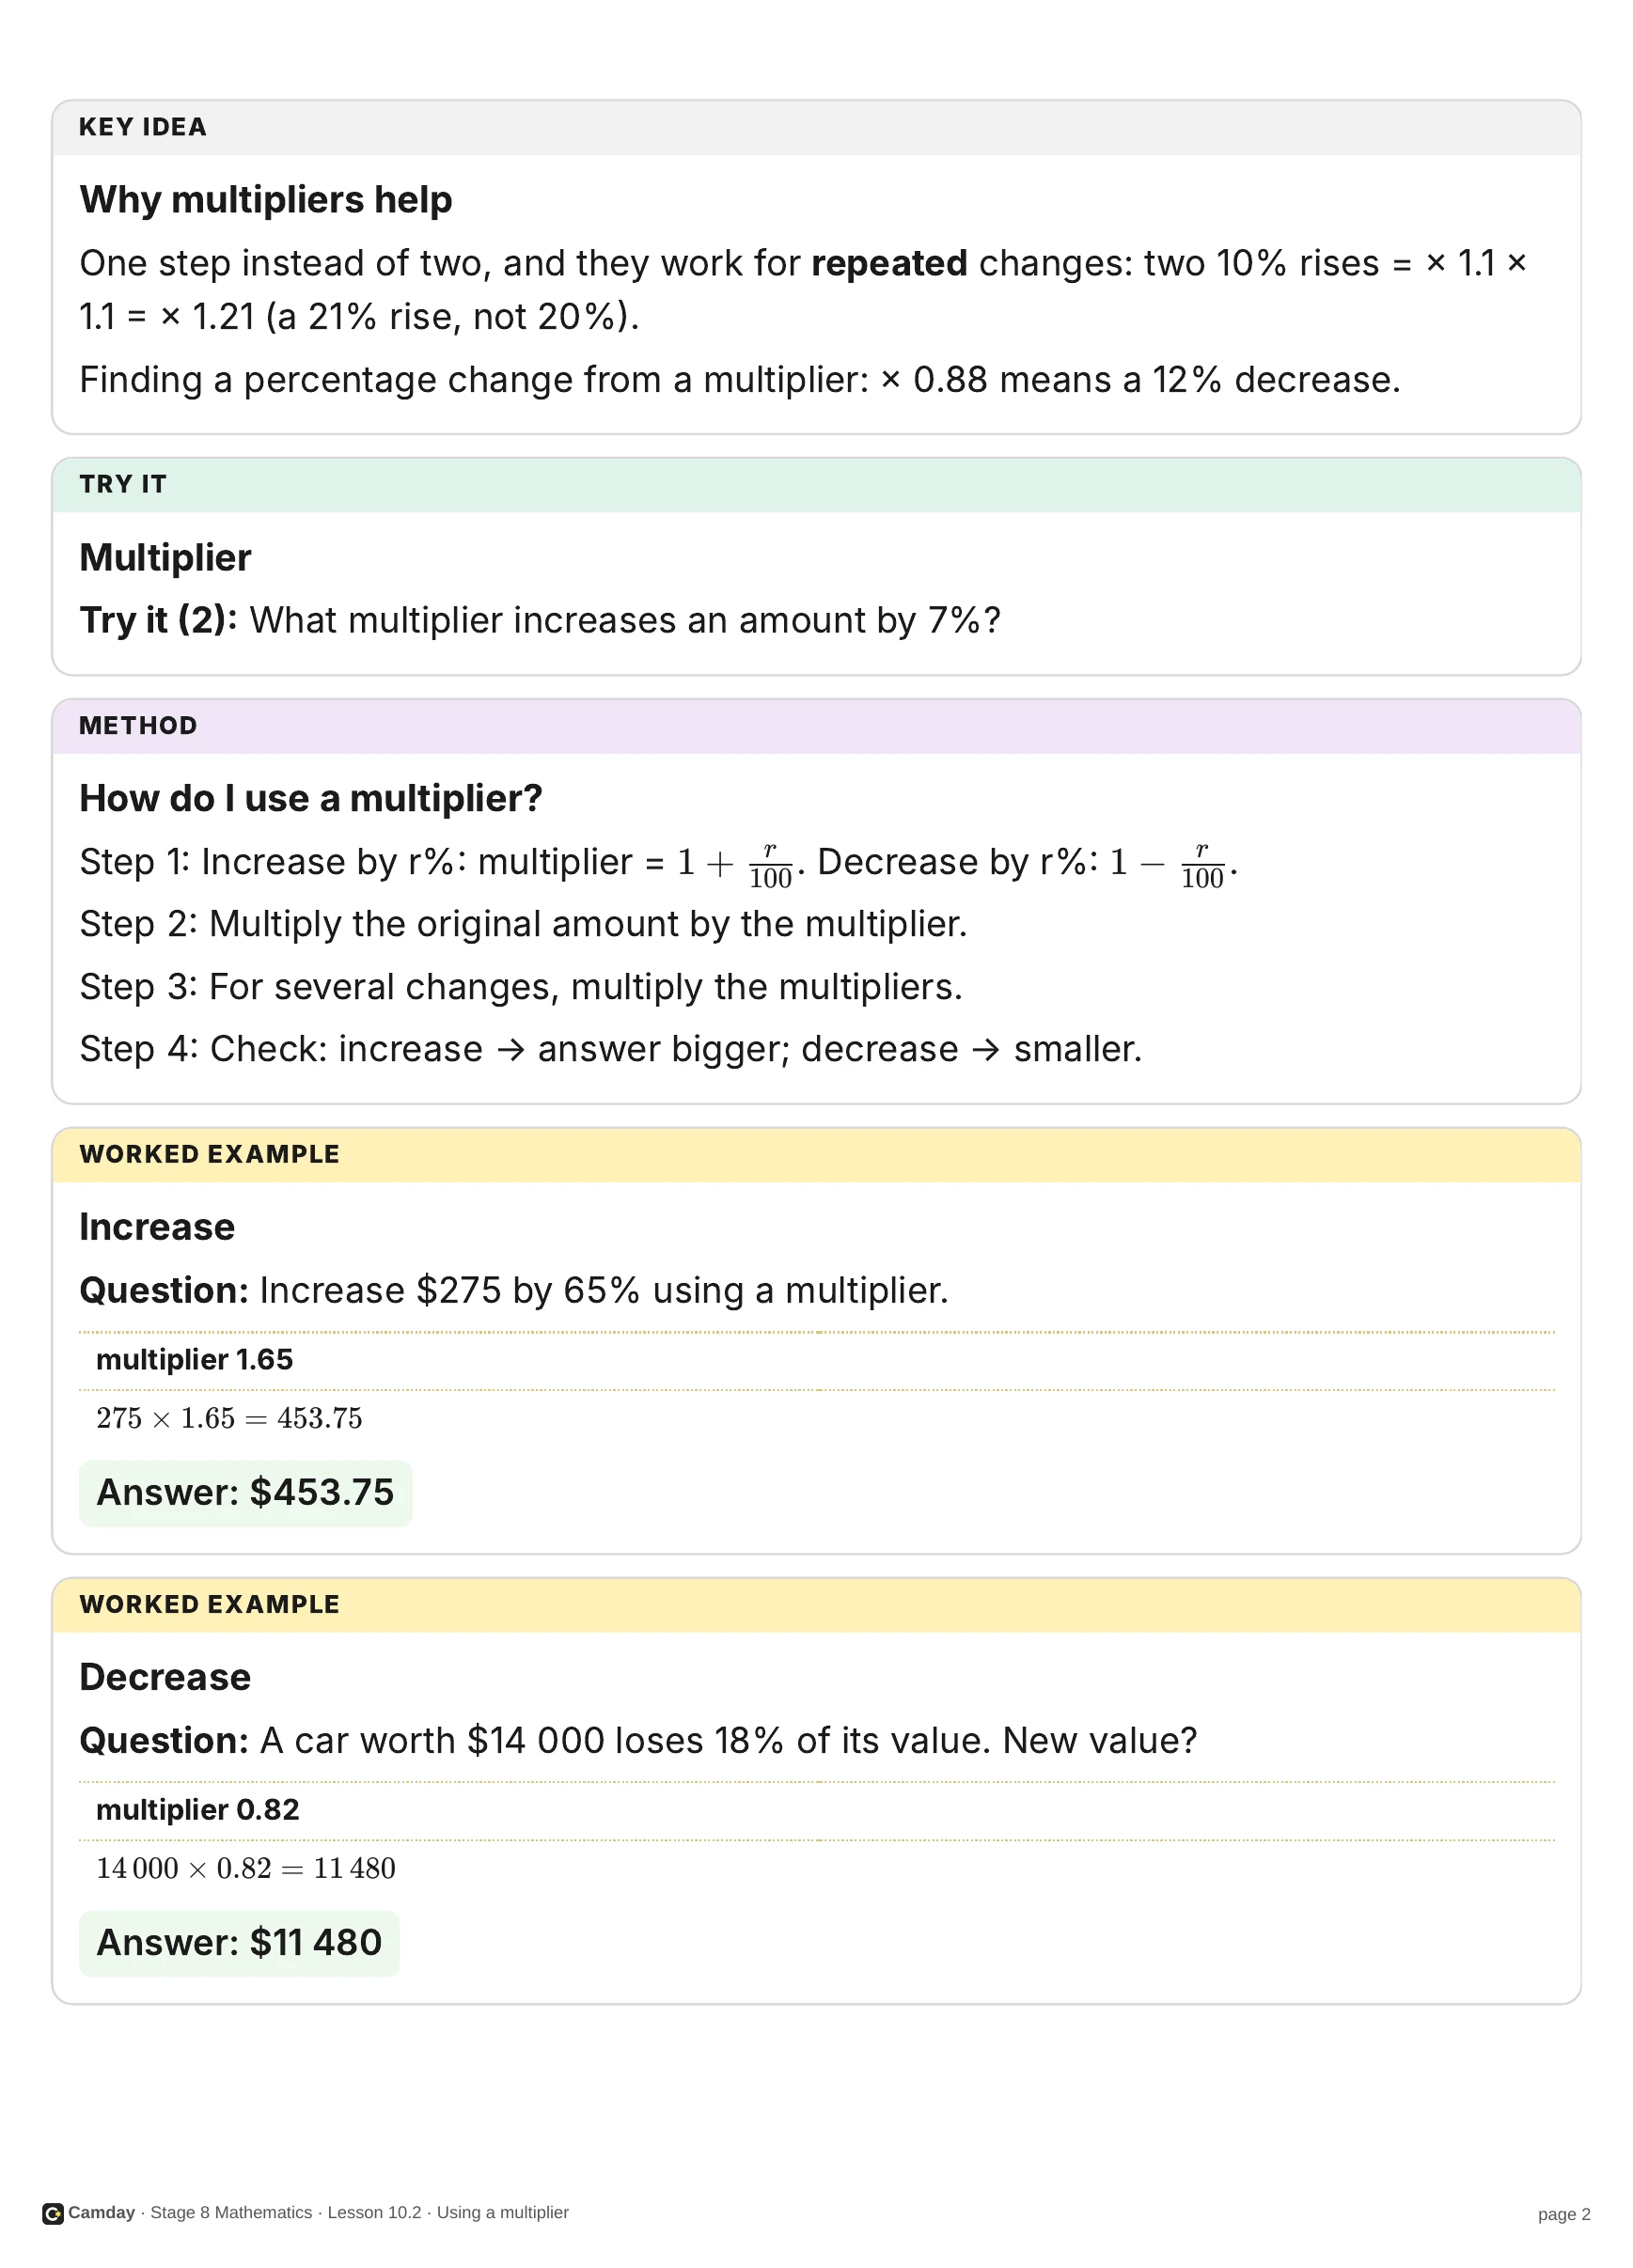 KEY IDEA
Why multipliers help
One step instead of two, and they work for repeated changes: two 10% rises = × 1.1 ×
1.1 = × 1.21 (a 21% rise, not 20%).
Finding a percentage change from a multiplier: × 0.88 means a 12% decrease.
TRY IT
Multiplier
Try it (2): What multiplier increases an amount by 7%?
METHOD
How do I use a multiplier?
Step 1: Increase by r%: multiplier = 1 + r/100. Decrease by r%: 1 − r/100.
Step 2: Multiply the original amount by the multiplier.
Step 3: For several changes, multiply the multipliers.
Step 4: Check: increase → answer bigger; decrease → smaller.
WORKED EXAMPLE
Increase
Question: Increase $275 by 65% using a multiplier.
multiplier 1.65
275 × 1.65 = 453.75
Answer: $453.75
WORKED EXAMPLE
Decrease
Question: A car worth $14 000 loses 18% of its value. New value?
multiplier 0.82
14 000 × 0.82 = 11 480
Answer: $11 480
Camday · Stage 8 Mathematics · Lesson 10.2 · Using a multiplier
page 2